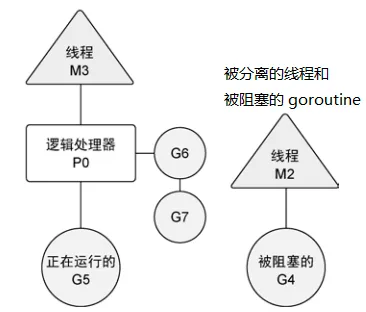 线程
M3
逻辑处理器
P0
G6
G7
正在运行的
G5
被分离的线程和
被阻塞的 goroutine
线程
M2
被阻塞的
G4